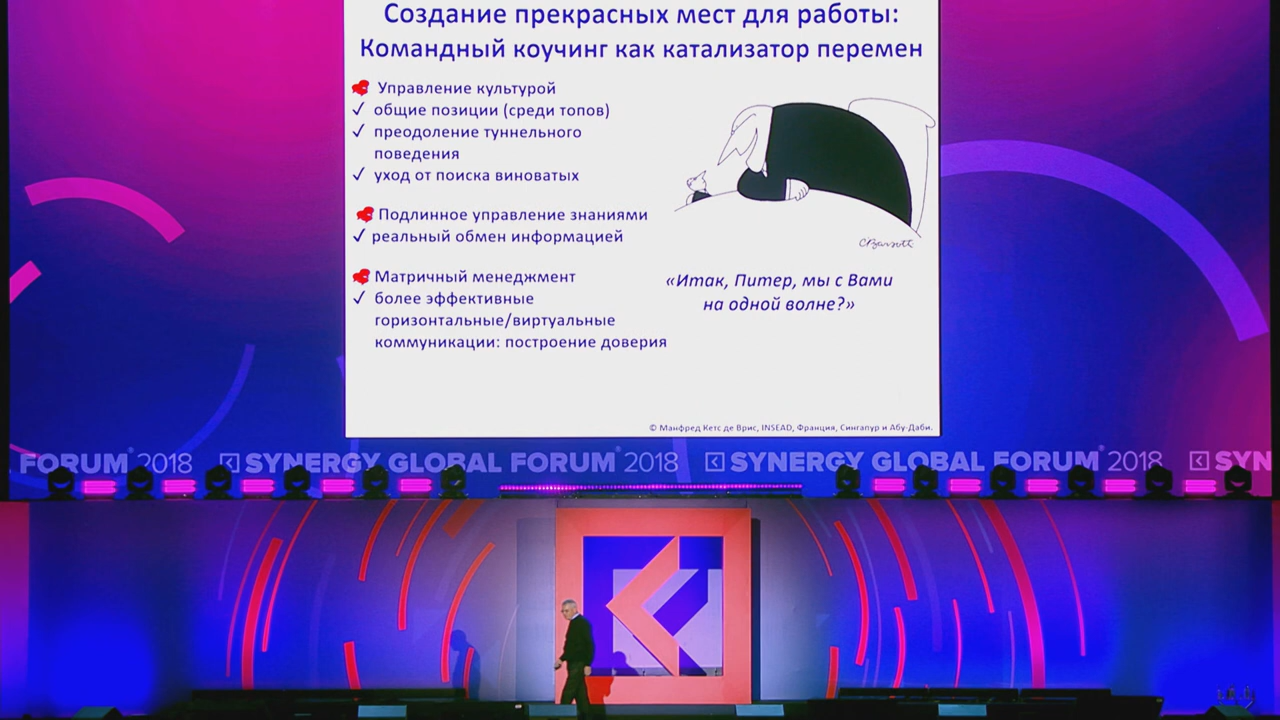 Создание прекрасных мест для работы:
Командный коучинг как катализатор перемен
Управление культурой
✓ общие позиции (среди топов)
✓ преодоление туннельного
поведения
✓ уход от поиска виноватых
Подлинное управление знаниями
✓ реальный обмен информацией
Матричный менеджмент
✓ более эффективные
горизонтальные/виртуальные
коммуникации: построение доверия
CBarsotti
«Итак, Питер, мы с Вами
на одной волне?»
© Манфред Кетс де Врис, INSEAD, Франция, Сингапур и Абу-Даби.
FORUM® 2018 SYNERGY GLOBAL FORUM® 2018 SYNERGY GLOBAL FORUM® 2018 SYN